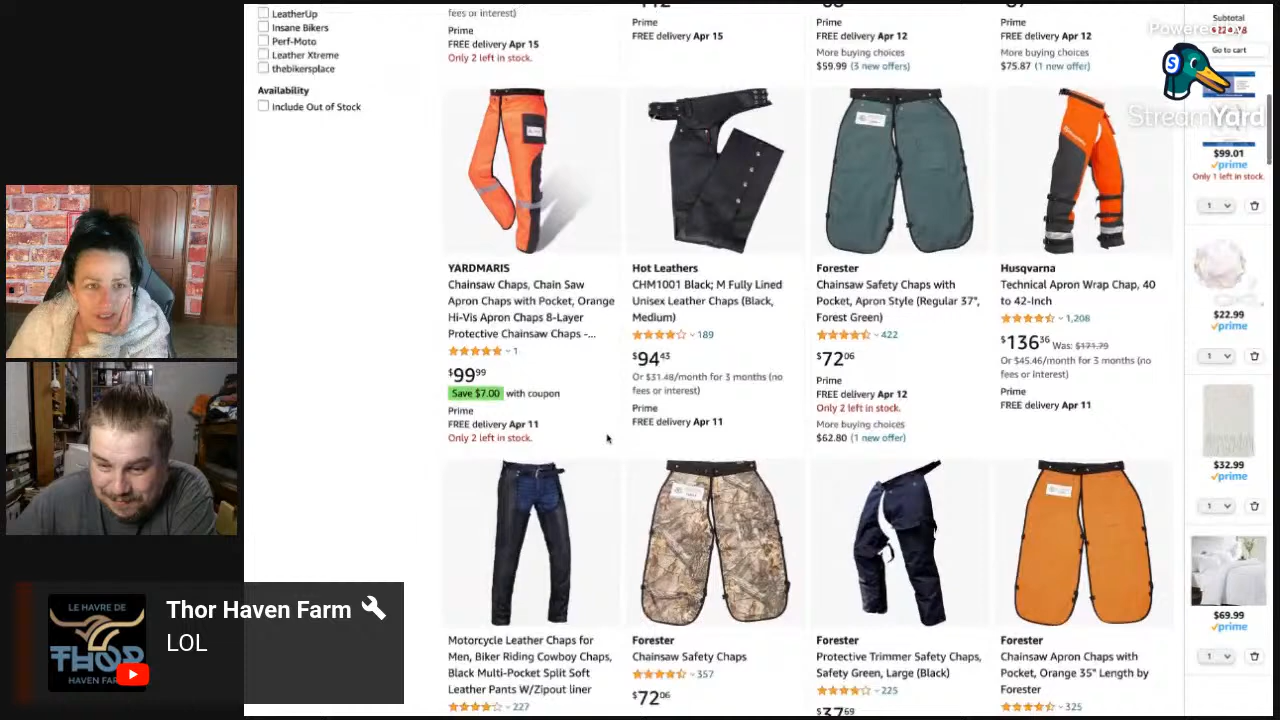 LeatherUp
Insane Bikers
Perf-Moto
Leather Xtreme
thebikersplace
Availability
Include Out of Stock
fees or interest)
Prime
FREE delivery Apr 15
Only 2 left in stock.
Prime
FREE delivery Apr 15
Prime
FREE delivery Apr 12
More buying choices
$59.99 (3 new offers)
Prime
FREE delivery Apr 12
More buying choices
$75.87 (1 new offer)
YARDMARIS
Chainsaw Chaps, Chain Saw
Apron Chaps with Pocket, Orange
Hi-Vis Apron Chaps 8-Layer
Protective Chainsaw Chaps -...
1
$99.99
Save $7.00 with coupon
Prime
FREE delivery Apr 11
Only 2 left in stock.
Hot Leathers
CHM1001 Black; M Fully Lined
Unisex Leather Chaps (Black,
Medium)
189
$94.43
Or $31.48/month for 3 months (no
fees or interest)
Prime
FREE delivery Apr 11
Forester
Chainsaw Safety Chaps with
Pocket, Apron Style (Regular 37",
Forest Green)
422
$72.06
Prime
FREE delivery Apr 12
Only 2 left in stock.
More buying choices
$62.80 (1 new offer)
Husqvarna
Technical Apron Wrap Chap, 40
to 42-Inch
1,208
$136.36 Was: $171.79
Or $45.46/month for 3 months (no
fees or interest)
Prime
FREE delivery Apr 11
Motorcycle Leather Chaps for
Men, Biker Riding Cowboy Chaps,
Black Multi-Pocket Split Soft
Leather Pants W/Zipout liner
227
Forester
Chainsaw Safety Chaps
357
$72.06
Forester
Protective Trimmer Safety Chaps,
Safety Green, Large (Black)
225
$37.69
Forester
Chainsaw Apron Chaps with
Pocket, Orange 35" Length by
Forester
325
Subtotal
Go to cart
Powered by
S
StreamYard
$99.01
prime
Only 1 left in stock.
1
$22.99
prime
1
$32.99
prime
1
$69.99
prime
1
LE HAVRE DE
THOR
HAVEN FARM
Thor Haven Farm
LOL